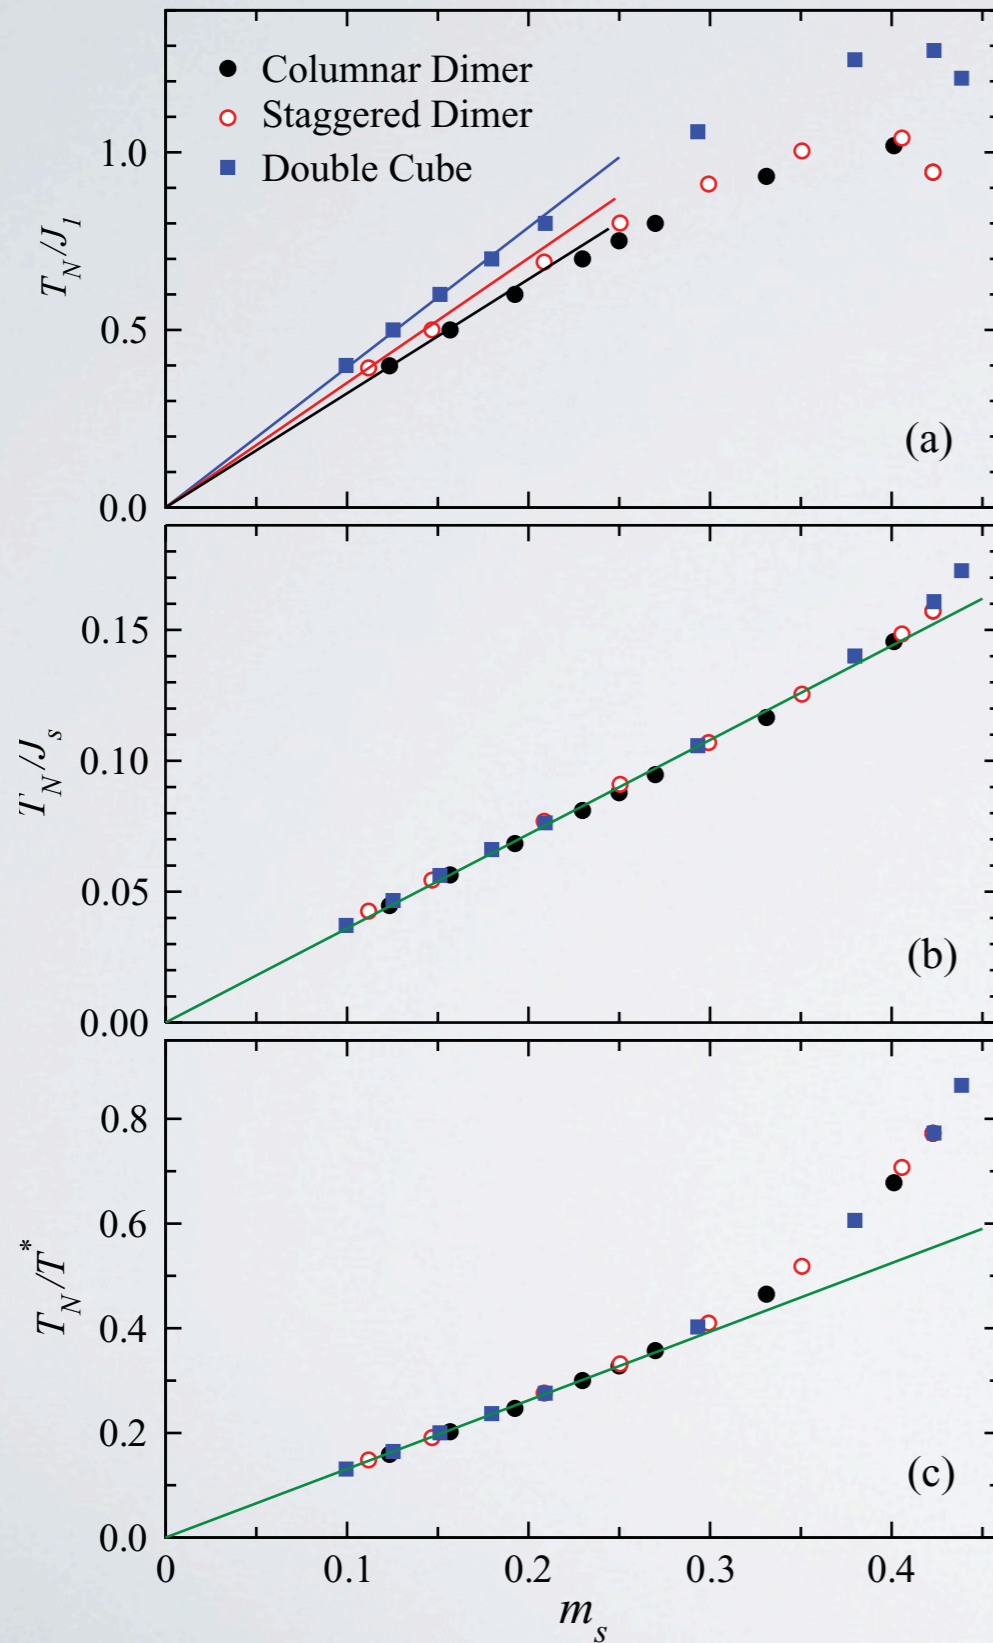 Columnar Dimer
Staggered Dimer
Double Cube
1.0
0.5
0.0
T_N/J_1
(a)
0.15
0.10
0.05
0.00
T_N/J_s
(b)
0.8
0.6
0.4
0.2
0.0
T_N/T^*
(c)
0 0.1 0.2 0.3 0.4
m_s